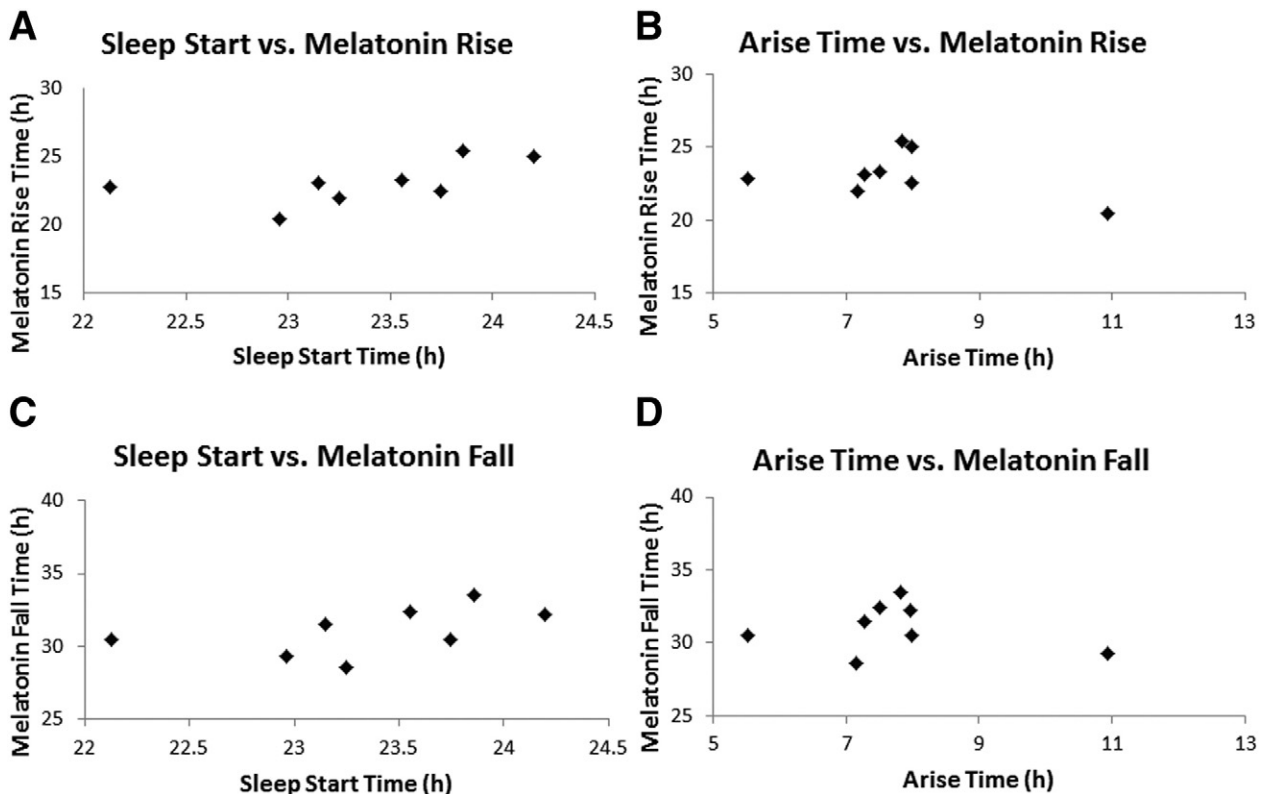 A
Sleep Start vs. Melatonin Rise
Melatonin Rise Time (h)
30
25
20
15
22
22.5
23
23.5
24
24.5
Sleep Start Time (h)
B
Arise Time vs. Melatonin Rise
Melatonin Rise Time (h)
30
25
20
15
5
7
9
11
13
Arise Time (h)
C
Sleep Start vs. Melatonin Fall
Melatonin Fall Time (h)
40
35
30
25
22
22.5
23
23.5
24
24.5
Sleep Start Time (h)
D
Arise Time vs. Melatonin Fall
Melatonin Fall Time (h)
40
35
30
25
5
7
9
11
13
Arise Time (h)